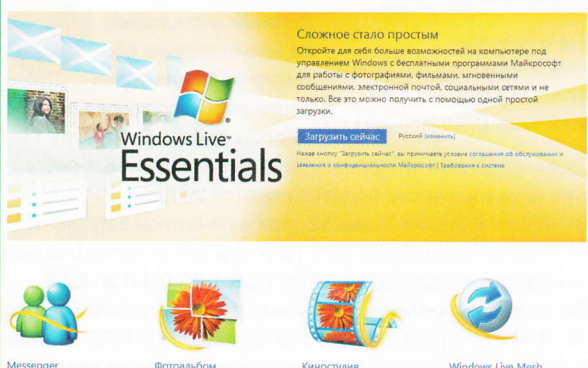 Сложное стало простым
Откройте для себя больше возможностей на компьютере под
управлением Windows с бесплатными программами Майкрософт
для работы с фотографиями, фильмами, мгновенными
сообщениями, электронной почтой, социальными сетями и не
только. Все это можно получить с помощью одной простой
загрузки.
Windows Live™
Essentials
Загрузить сейчас Русский (изменить)
Нажав кнопку "Загрузить сейчас", вы принимаете условия соглашения об обслуживании и
заявления о конфиденциальности Майкрософт | Требования к системе
Messenger Фотоальбом Киностудия Windows Live Mesh